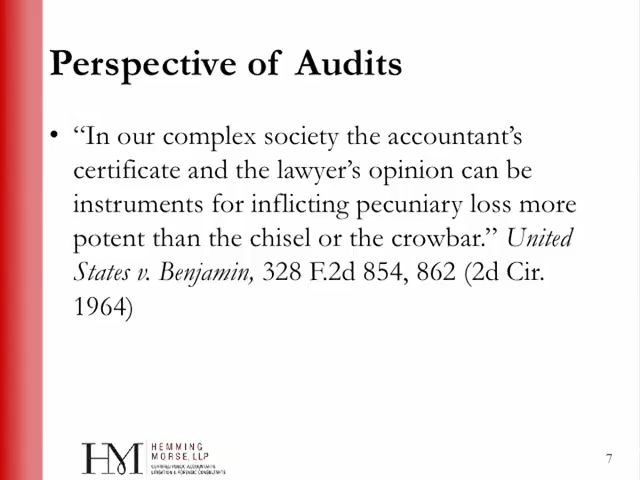 Perspective of Audits
• “In our complex society the accountant’s
certificate and the lawyer’s opinion can be
instruments for inflicting pecuniary loss more
potent than the chisel or the crowbar.” United
States v. Benjamin, 328 F.2d 854, 862 (2d Cir.
1964)
HM
HEMMING
MORSE, LLP
CERTIFIED PUBLIC ACCOUNTANTS
LITIGATION & FORENSIC CONSULTANTS
7